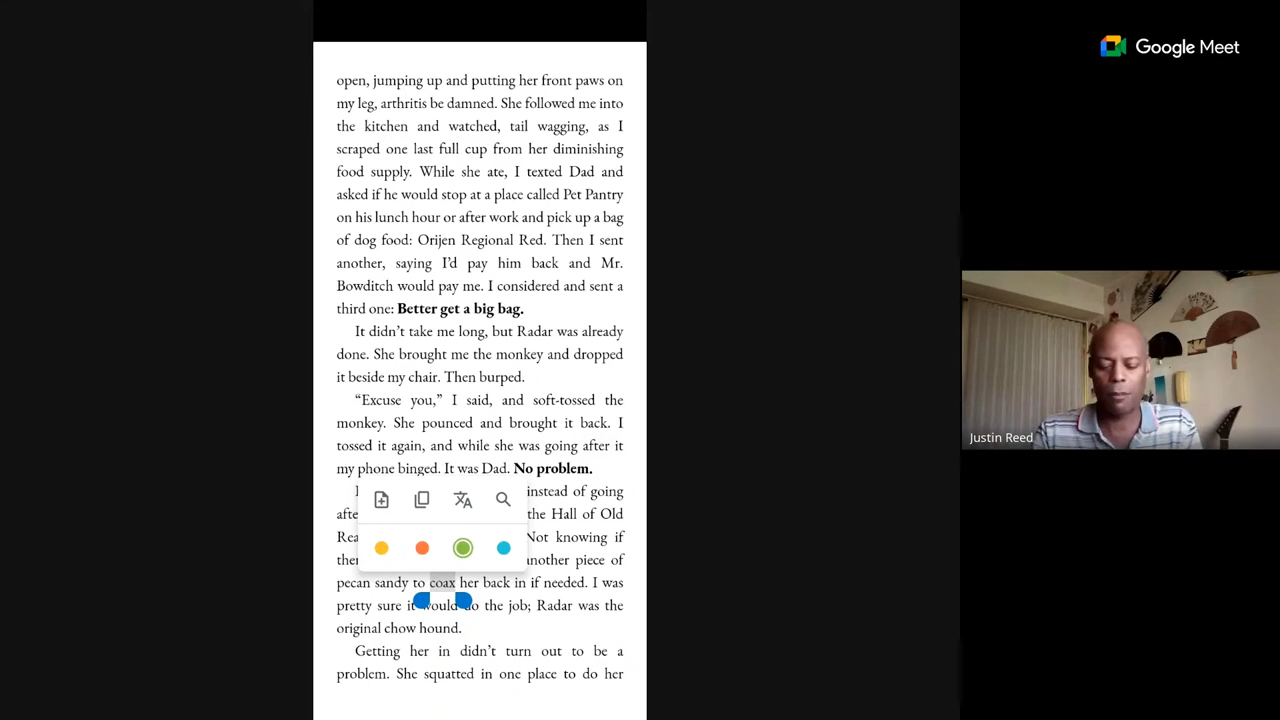 open, jumping up and putting her front paws on
my leg, arthritis be damned. She followed me into
the kitchen and watched, tail wagging, as I
scraped one last full cup from her diminishing
food supply. While she ate, I texted Dad and
asked if he would stop at a place called Pet Pantry
on his lunch hour or after work and pick up a bag
of dog food: Orijen Regional Red. Then I sent
another, saying I’d pay him back and Mr.
Bowditch would pay me. I considered and sent a
third one: Better get a big bag.
It didn’t take me long, but Radar was already
done. She brought me the monkey and dropped
it beside my chair. Then burped.
“Excuse you,” I said, and soft-tossed the
monkey. She pounced and brought it back. I
tossed it again, and while she was going after it
my phone binged. It was Dad. No problem.
instead of going
the Hall of Old
Not knowing if
another piece of
pecan sandy to coax her back in if needed. I was
pretty sure it would do the job; Radar was the
original chow hound.
Getting her in didn’t turn out to be a
problem. She squatted in one place to do her
Google Meet
Justin Reed